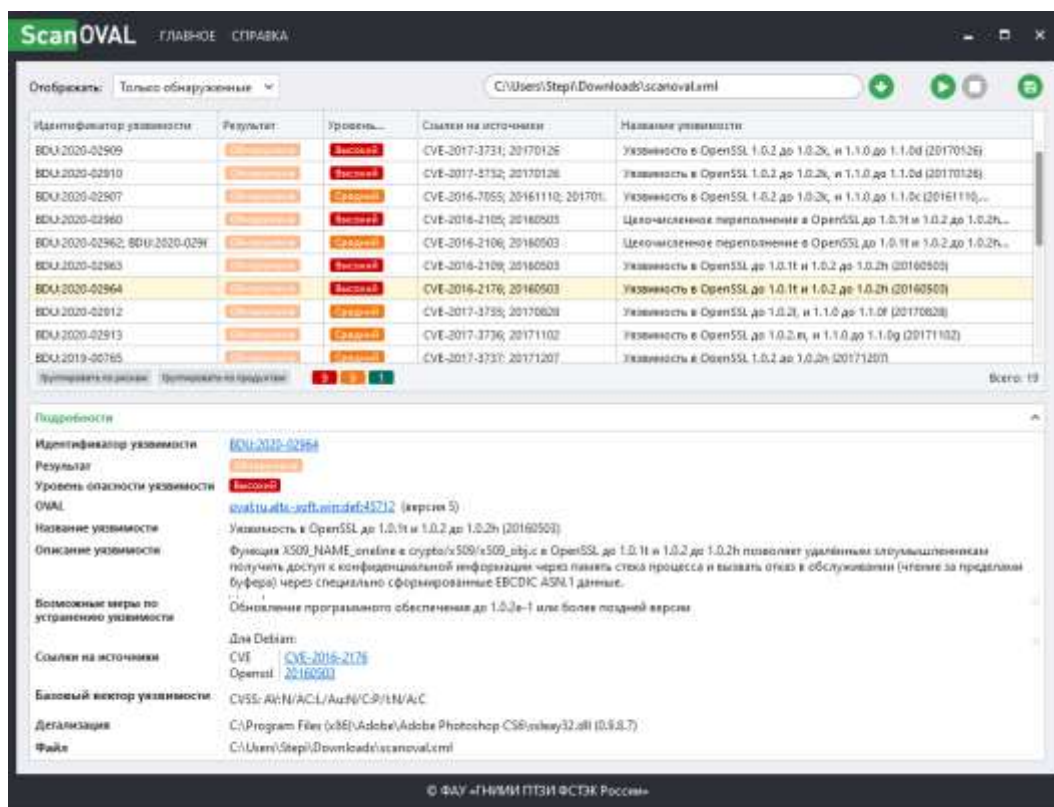 ScanOVAL ГЛАВНОЕ СПРАВКА
Отображать: Только обнаруженные C:\Users\Stepi\Downloads\scanoval.xml
Идентификатор уязвимости Результат Уровень... Ссылки на источники Название уязвимости
BDU:2020-02909 Высокий CVE-2017-3731; 20170126 Уязвимость в OpenSSL 1.0.2 до 1.0.2k, и 1.1.0 до 1.1.0d (20170126)
BDU:2020-02910 Высокий CVE-2017-3732; 20170126 Уязвимость в OpenSSL 1.0.2 до 1.0.2k, и 1.1.0 до 1.1.0d (20170126)
BDU:2020-02907 Средний CVE-2016-7055; 20161110; 201701. Уязвимость в OpenSSL 1.0.2 до 1.0.2k, и 1.1.0 до 1.1.0c (20161110,...
BDU:2020-02960 Высокий CVE-2016-2105; 20160503 Целочисленное переполнение в OpenSSL до 1.0.1t и 1.0.2 до 1.0.2h...
BDU:2020-02962; BDU:2020-0296 Средний CVE-2016-2106; 20160503 Целочисленное переполнение в OpenSSL до 1.0.1t и 1.0.2 до 1.0.2h...
BDU:2020-02963 Высокий CVE-2016-2109; 20160503 Уязвимость в OpenSSL до 1.0.1t и 1.0.2 до 1.0.2h (20160503)
BDU:2020-02964 Высокий CVE-2016-2176; 20160503 Уязвимость в OpenSSL до 1.0.1t и 1.0.2 до 1.0.2h (20160503)
BDU:2020-02912 Средний CVE-2017-3735; 20170828 Уязвимость в OpenSSL до 1.0.2, и 1.1.0 до 1.1.0f (20170828)
BDU:2020-02913 Средний CVE-2017-3736; 20171102 Уязвимость в OpenSSL до 1.0.2.m, и 1.1.0 до 1.1.0g (20171102)
BDU:2019-00765 Средний CVE-2017-3737; 20171207 Уязвимость в OpenSSL 1.0.2 до 1.0.2n (20171207)
Группировать по рискам Группировать по продуктам 9 9 1 Всего: 19
Подробности
Идентификатор уязвимости BDU:2020-02964
Результат
Уровень опасности уязвимости Высокий
OVAL oval:ru.altx-soft.win:def:45712 (версия 5)
Название уязвимости Уязвимость в OpenSSL до 1.0.1t и 1.0.2 до 1.0.2h (20160503)
Описание уязвимости Функция X509_NAME_oneline в crypto/x509/x509_obj.c в OpenSSL до 1.0.1t и 1.0.2 до 1.0.2h позволяет удалённым злоумышленникам
получить доступ к конфиденциальной информации через память стека процесса и вызвать отказ в обслуживании (чтение за пределами
буфера) через специально сформированные EBCDIC ASN.1 данные.
Возможные меры по
устранению уязвимости
Обновление программного обеспечения до 1.0.2e-1 или более поздней версии
Для Debian:
Ссылки на источники CVE CVE-2016-2176
Openssl 20160503
Базовый вектор уязвимости CVSS: AV:N/AC:L/Au:N/C:P/I:N/A:C
Детализация C:\Program Files (x86)\Adobe\Adobe Photoshop CS6\ssleay32.dll (0.9.8.7)
Файл C:\Users\Stepi\Downloads\scanoval.xml
© ФАУ «ГНИИИ ПТЗИ ФСТЭК России»